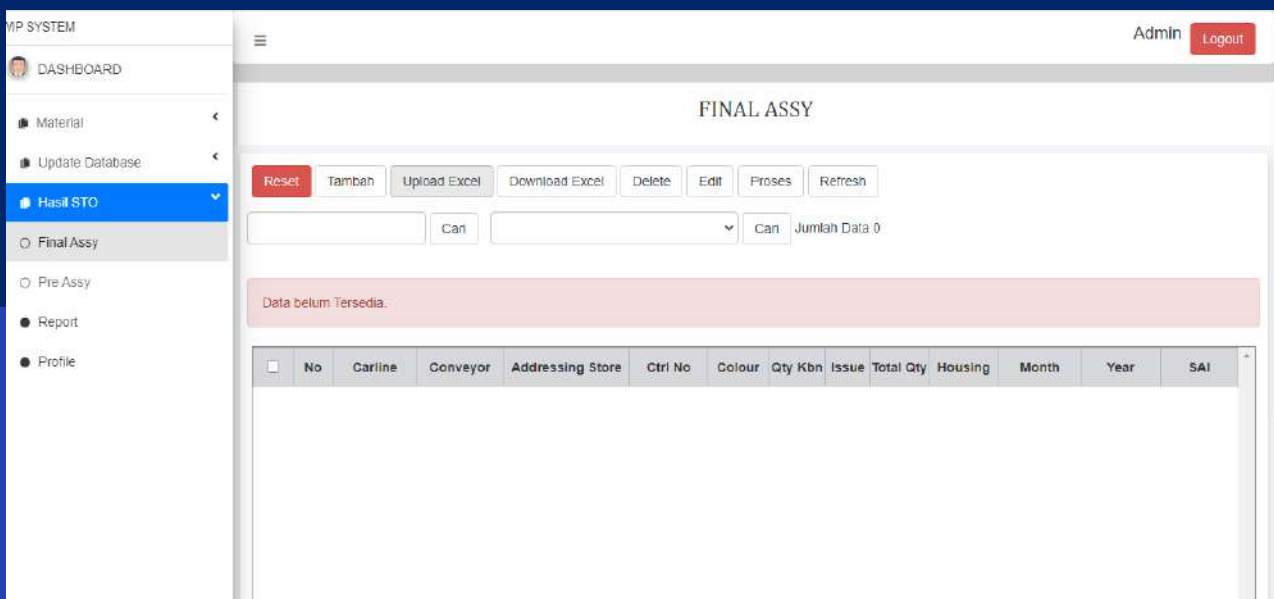 WIP SYSTEM
Admin
Logout
DASHBOARD
Material
Update Database
Hasil STO
Final Assy
Pre Assy
Report
Profile
FINAL ASSY
Reset Tambah Upload Excel Download Excel Delete Edit Proses Refresh
Cari Cari Jumlah Data 0
Data belum Tersedia.
No Carline Conveyor Addressing Store Ctrl No Colour Qty Kbn Issue Total Qty Housing Month Year SAI